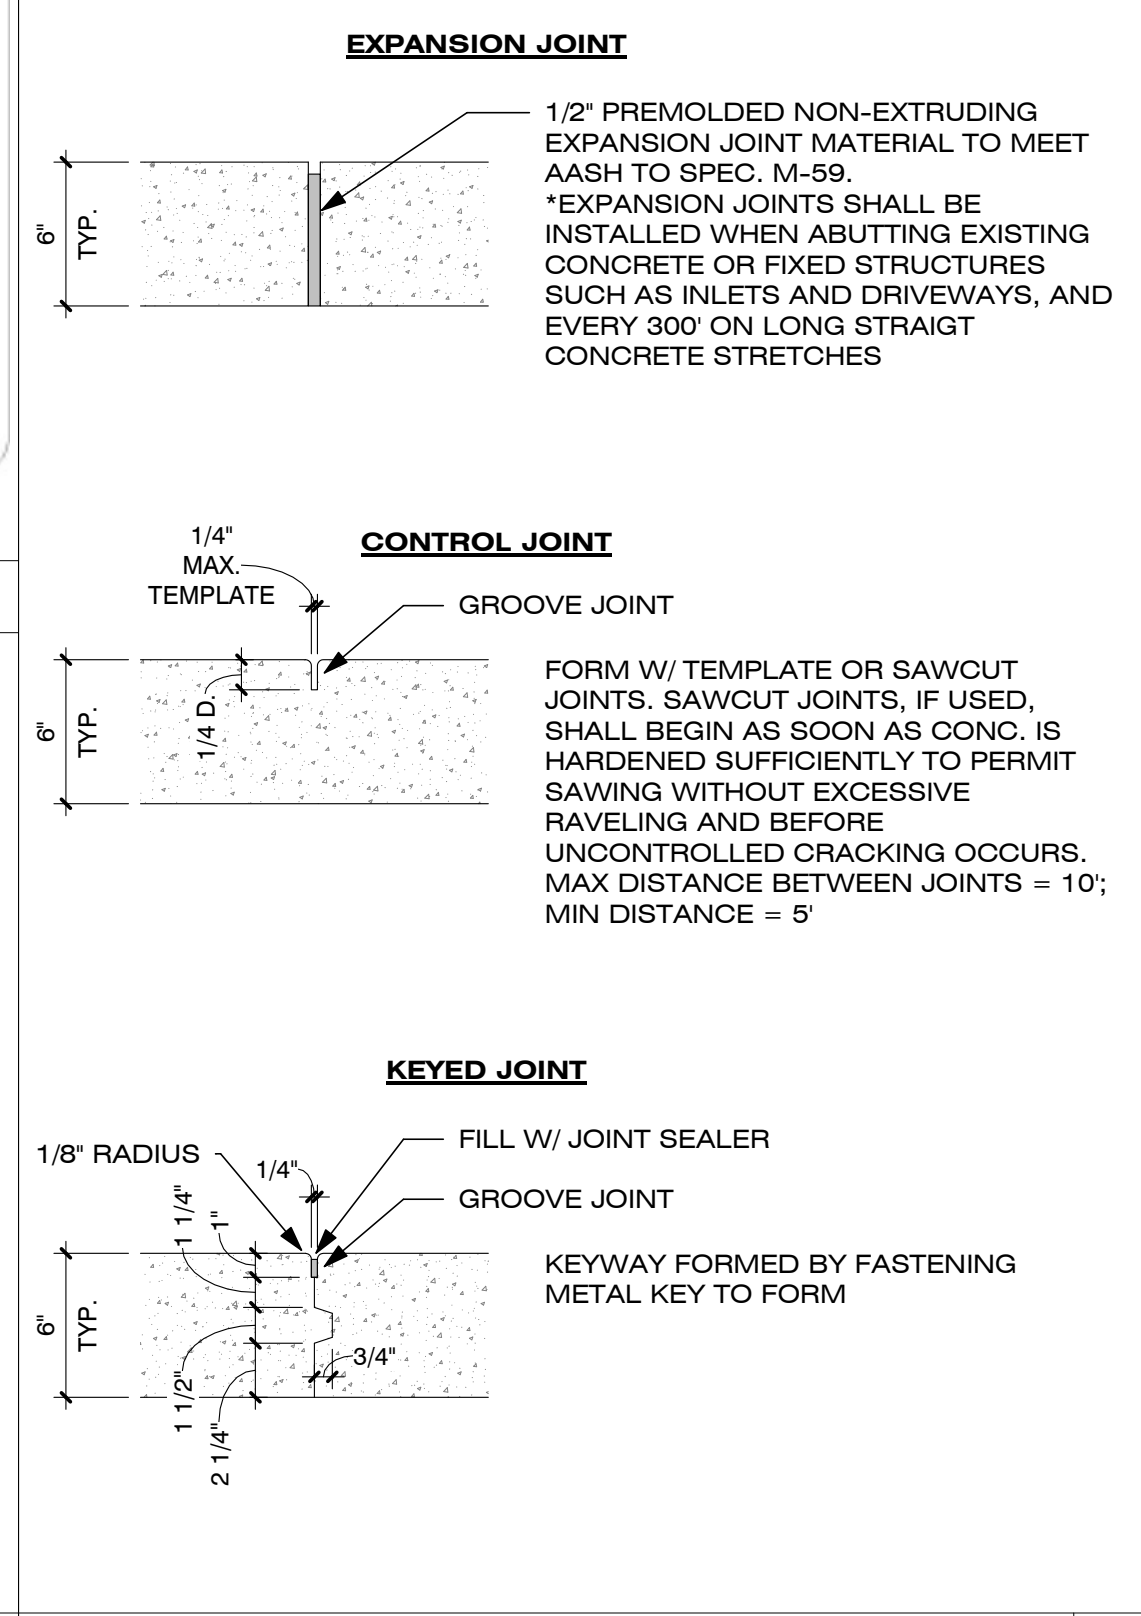 EXPANSION JOINT
1/2" PREMOLDED NON-EXTRUDING
EXPANSION JOINT MATERIAL TO MEET
AASH TO SPEC. M-59.
*EXPANSION JOINTS SHALL BE
INSTALLED WHEN ABUTTING EXISTING
CONCRETE OR FIXED STRUCTURES
SUCH AS INLETS AND DRIVEWAYS, AND
EVERY 300' ON LONG STRAIGT
CONCRETE STRETCHES
6"
TYP.
CONTROL JOINT
1/4"
MAX.
TEMPLATE
GROOVE JOINT
6"
TYP.
1/4 D.
FORM W/ TEMPLATE OR SAWCUT
JOINTS. SAWCUT JOINTS, IF USED,
SHALL BEGIN AS SOON AS CONC. IS
HARDENED SUFFICIENTLY TO PERMIT
SAWING WITHOUT EXCESSIVE
RAVELING AND BEFORE
UNCONTROLLED CRACKING OCCURS.
MAX DISTANCE BETWEEN JOINTS = 10';
MIN DISTANCE = 5'
KEYED JOINT
1/8" RADIUS
1/4"
FILL W/ JOINT SEALER
GROOVE JOINT
1 1/4"
1"
6"
TYP.
3/4"
1 1/2"
2 1/4"
KEYWAY FORMED BY FASTENING
METAL KEY TO FORM